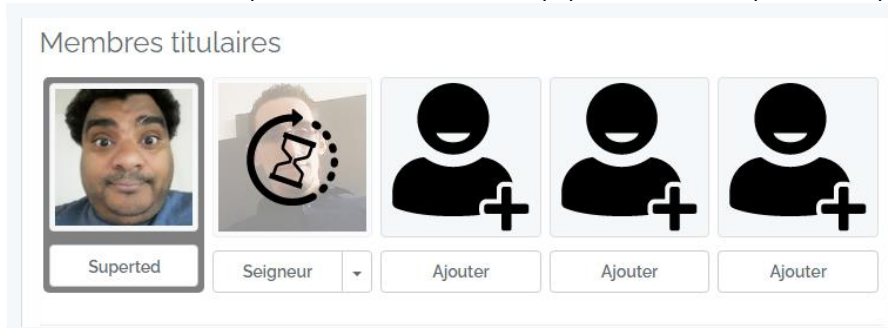 Membres titulaires
Superted
Seigneur
Ajouter
Ajouter
Ajouter